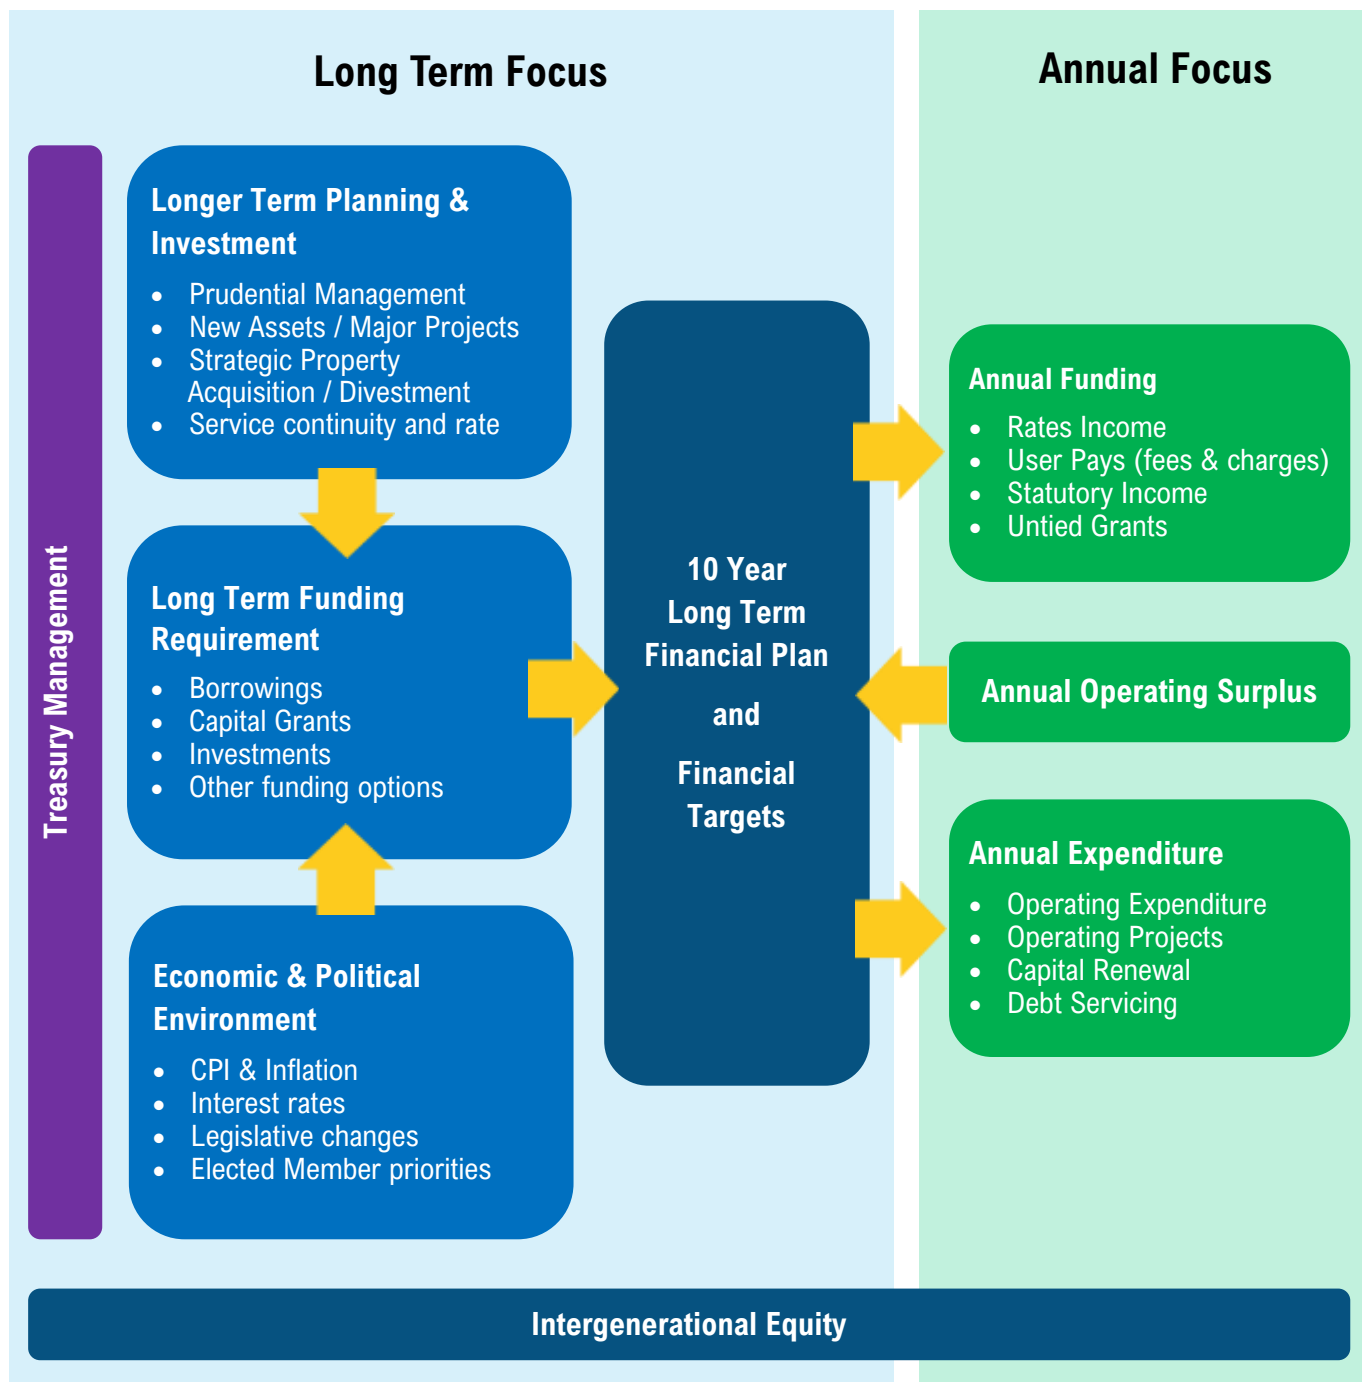 Long Term Focus
Annual Focus
Treasury Management
Longer Term Planning &
Investment
• Prudential Management
• New Assets / Major Projects
• Strategic Property
Acquisition / Divestment
• Service continuity and rate
Long Term Funding
Requirement
• Borrowings
• Capital Grants
• Investments
• Other funding options
Economic & Political
Environment
• CPI & Inflation
• Interest rates
• Legislative changes
• Elected Member priorities
10 Year
Long Term
Financial Plan
and
Financial
Targets
Annual Funding
• Rates Income
• User Pays (fees & charges)
• Statutory Income
• Untied Grants
Annual Operating Surplus
Annual Expenditure
• Operating Expenditure
• Operating Projects
• Capital Renewal
• Debt Servicing
Intergenerational Equity